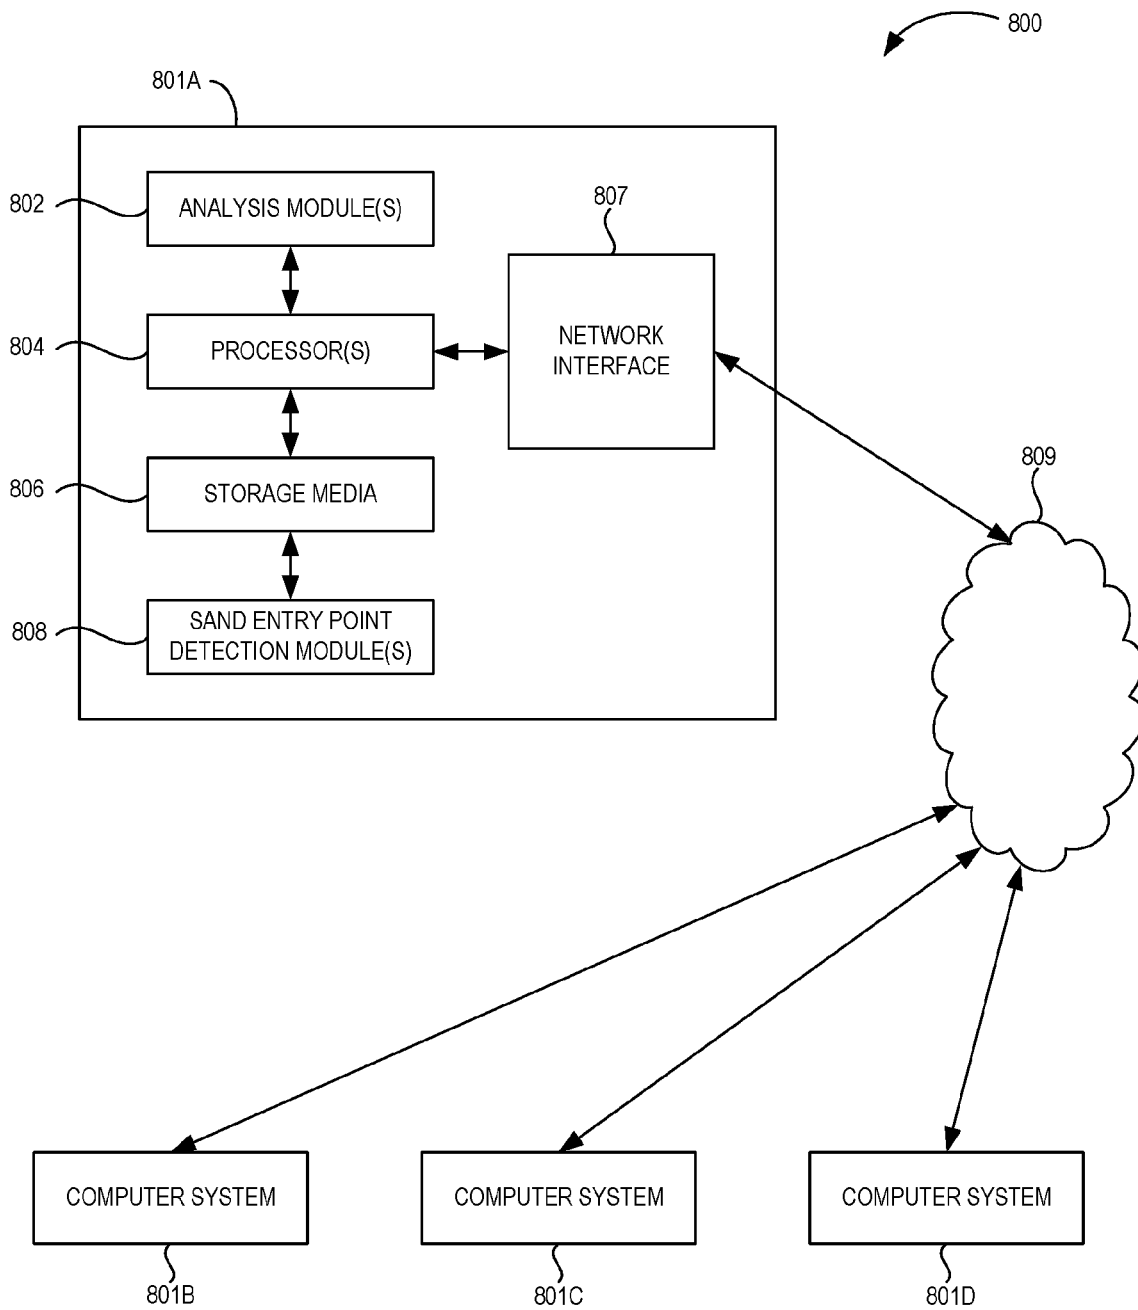 800
801A
802
ANALYSIS MODULE(S)
807
804
PROCESSOR(S)
NETWORK
INTERFACE
809
806
STORAGE MEDIA
808
SAND ENTRY POINT
DETECTION MODULE(S)
COMPUTER SYSTEM
COMPUTER SYSTEM
COMPUTER SYSTEM
801B
801C
801D